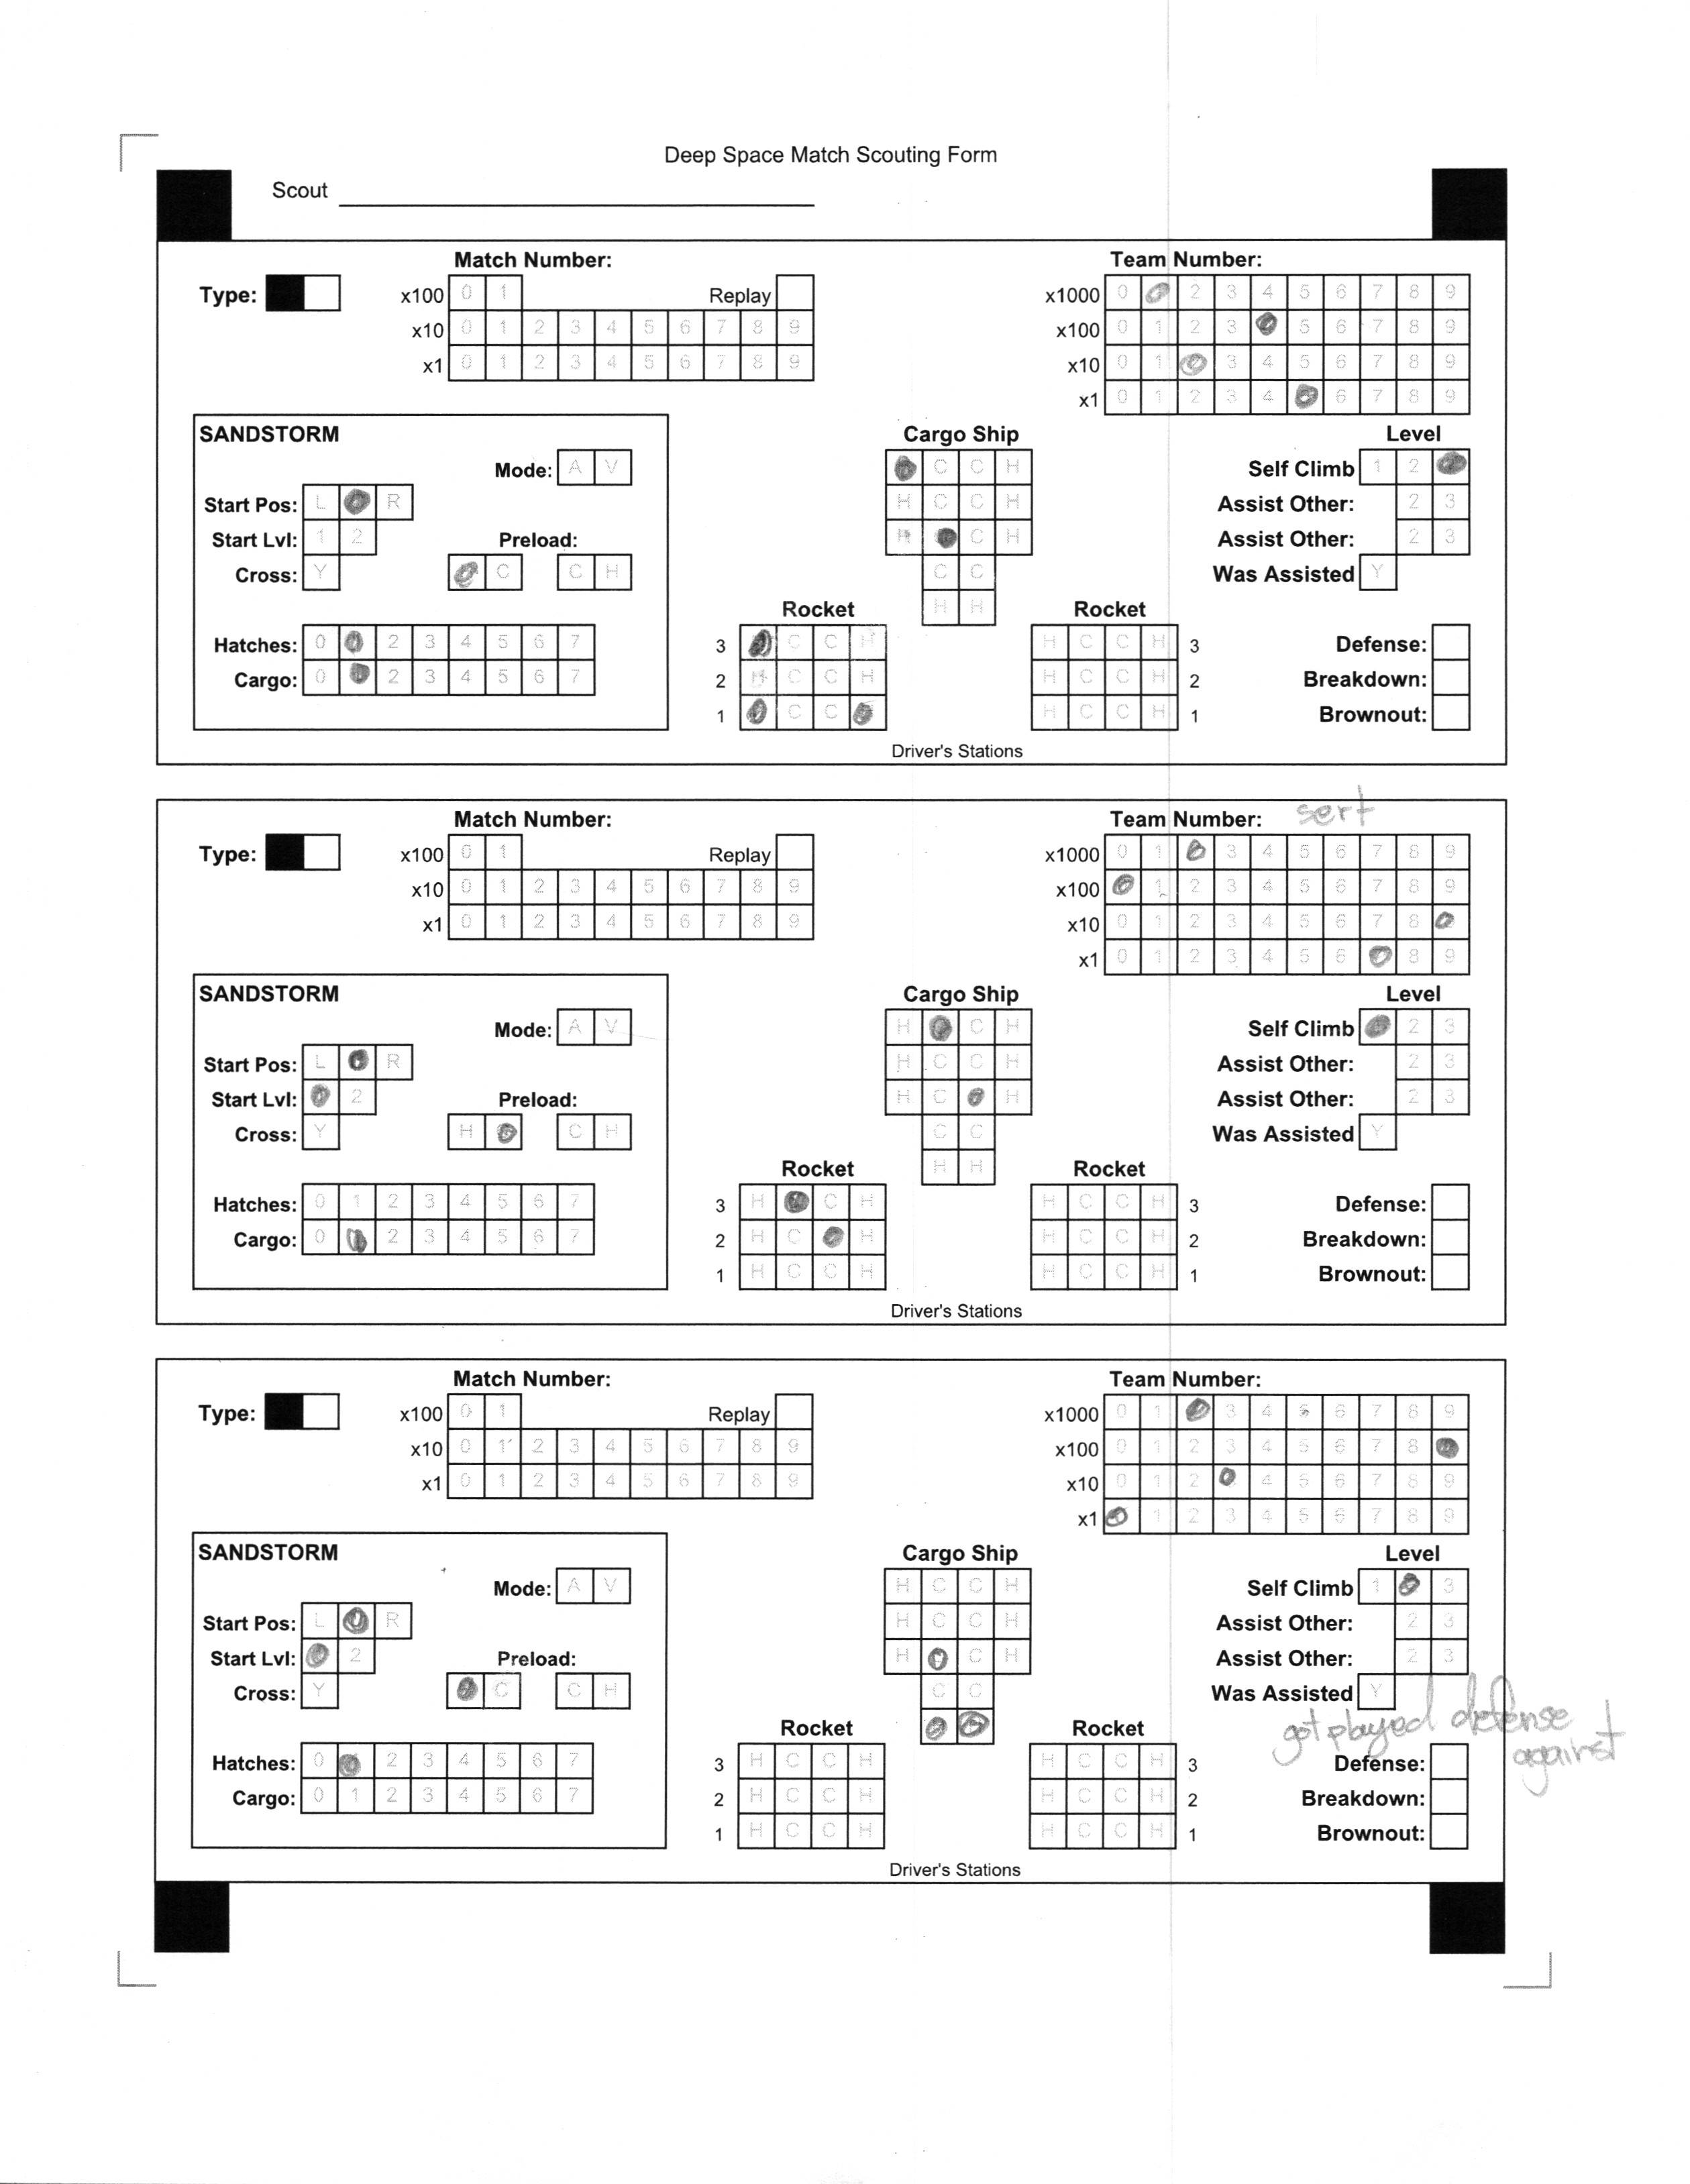 Deep Space Match Scouting Form
Scout
Match Number: Team Number:
Type: x100 0 1 Replay x1000 0 2 3 4 5 6 7 8 9
x10 0 1 2 3 4 5 6 7 8 9 x100 0 1 2 3 5 6 7 8 9
x1 0 1 2 3 4 5 6 7 8 9 x10 0 1 3 4 5 6 7 8 9
x1 0 1 2 3 4 6 7 8 9
SANDSTORM Cargo Ship Level
Mode: A V C C H Self Climb 1 2
Start Pos: L R H C C H Assist Other: 2 3
Start Lvl: 1 2 Preload: H C H Assist Other: 2 3
Cross: Y C C H C C Was Assisted Y
Rocket H H Rocket
Hatches: 0 2 3 4 5 6 7 3 C C H H C C H 3 Defense:
Cargo: 0 2 3 4 5 6 7 2 H C C H H C C H 2 Breakdown:
1 C C H C C H 1 Brownout:
Driver's Stations
sert
Match Number: Team Number:
Type: x100 0 1 Replay x1000 0 1 3 4 5 6 7 8 9
x10 0 1 2 3 4 5 6 7 8 9 x100 1 2 3 4 5 6 7 8 9
x1 0 1 2 3 4 5 6 7 8 9 x10 0 1 2 3 4 5 6 7 8
x1 0 1 2 3 4 5 6 8 9
SANDSTORM Cargo Ship Level
Mode: A V H C H Self Climb 2 3
Start Pos: L R H C C H Assist Other: 2 3
Start Lvl: 2 Preload: H C H Assist Other: 2 3
Cross: Y H C H C C Was Assisted Y
Rocket H H Rocket
Hatches: 0 1 2 3 4 5 6 7 3 H C H H C C H 3 Defense:
Cargo: 0 2 3 4 5 6 7 2 H C H H C C H 2 Breakdown:
1 H C C H H C C H 1 Brownout:
Driver's Stations
Match Number: Team Number:
Type: x100 0 1 Replay x1000 0 1 3 4 5 6 7 8 9
x10 0 1 2 3 4 5 6 7 8 9 x100 0 1 2 3 4 5 6 7 8
x1 0 1 2 3 4 5 6 7 8 9 x10 0 1 2 4 5 6 7 8 9
x1 1 2 3 4 5 6 7 8 9
SANDSTORM Cargo Ship Level
Mode: A V H C C H Self Climb 1 3
Start Pos: L R H C C H Assist Other: 2 3
Start Lvl: 2 Preload: H C H Assist Other: 2 3
Cross: Y C C H C C Was Assisted Y
got played defense against
Rocket Rocket
Hatches: 0 2 3 4 5 6 7 3 H C C H H C C H 3 Defense:
Cargo: 0 1 2 3 4 5 6 7 2 H C C H H C C H 2 Breakdown:
1 H C C H H C C H 1 Brownout:
Driver's Stations